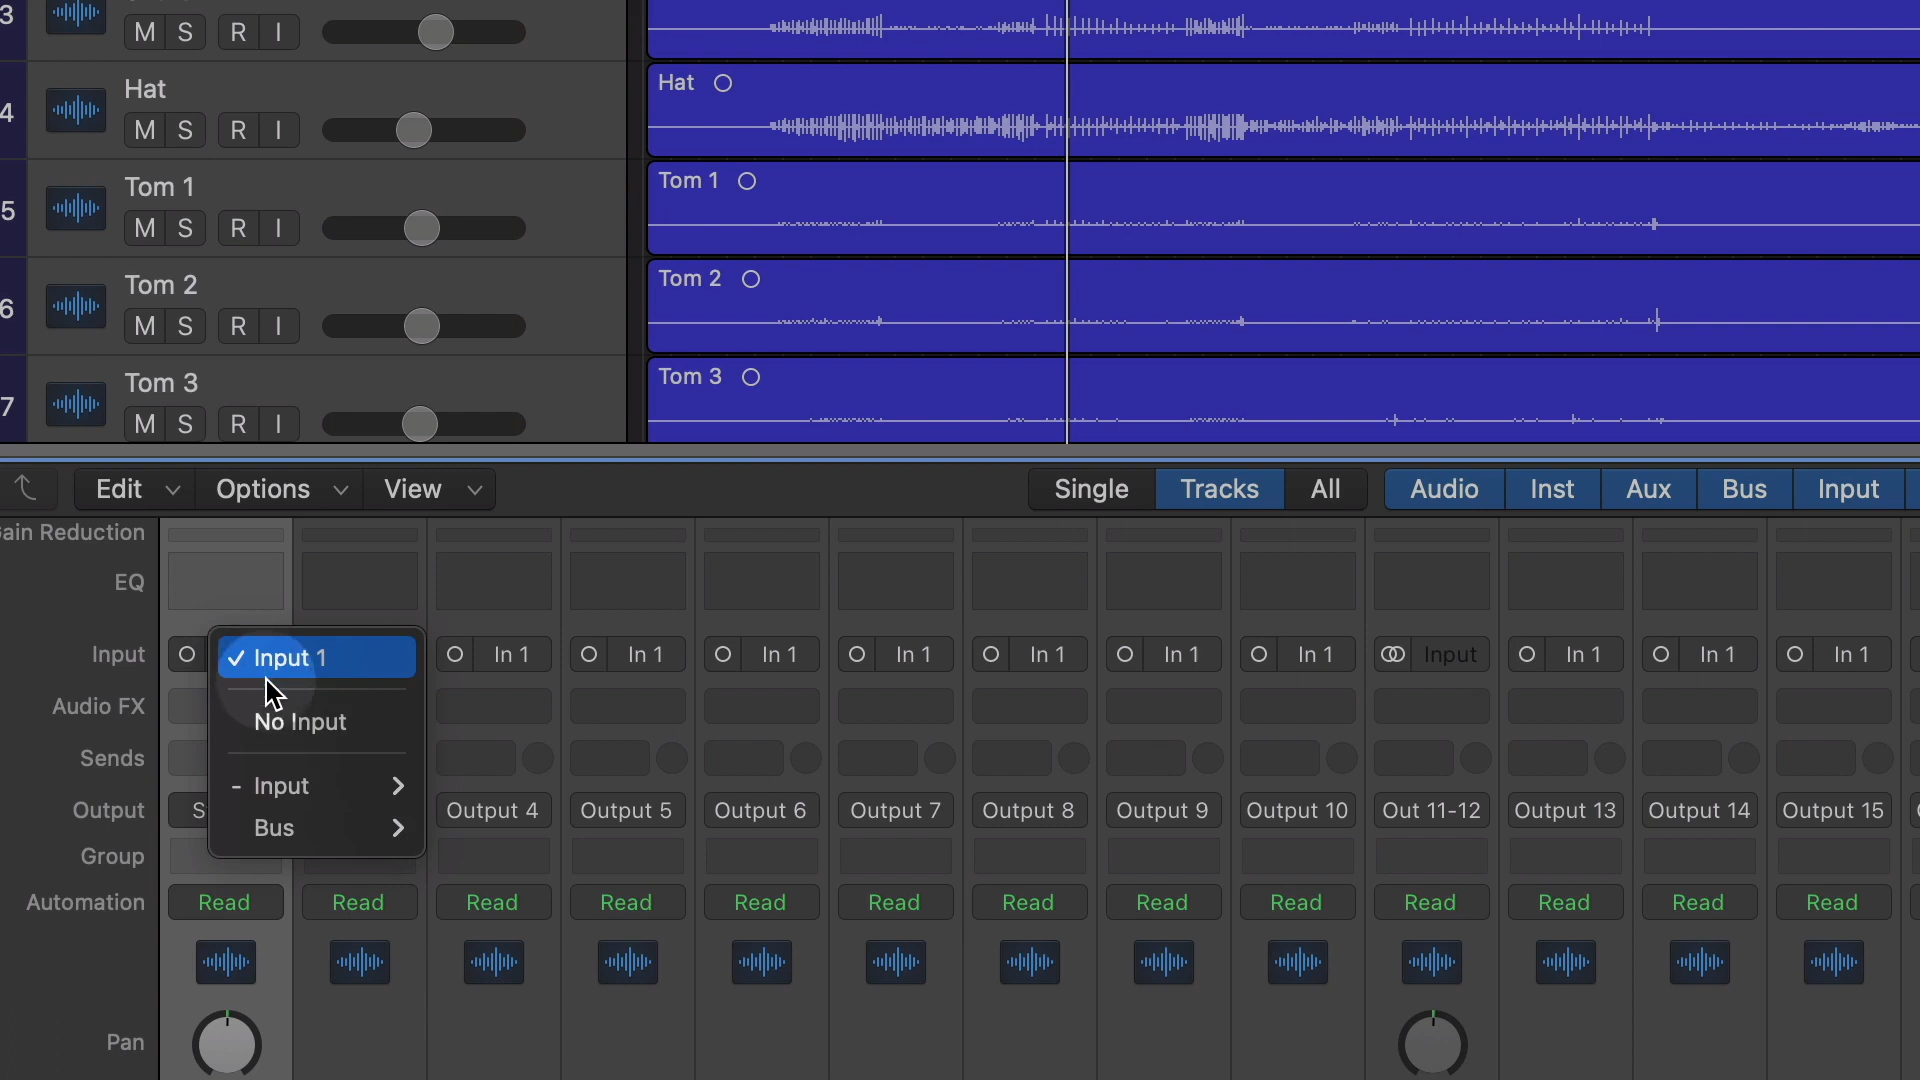 3
M S R I
Hat
4
M S R I
Hat
Tom 1
5
M S R I
Tom 1
Tom 2
6
M S R I
Tom 2
Tom 3
7
M S R I
Tom 3
Edit Options View Single Tracks All Audio Inst Aux Bus Input
ain Reduction
EQ
Input In 1 In 1 In 1 In 1 In 1 In 1 In 1 Input In 1 In 1 In 1
✓ Input 1
No Input
- Input
Bus
Audio FX
Sends
Output S Output 4 Output 5 Output 6 Output 7 Output 8 Output 9 Output 10 Out 11-12 Output 13 Output 14 Output 15
Group
Automation Read Read Read Read Read Read Read Read Read Read Read Read Read
Pan